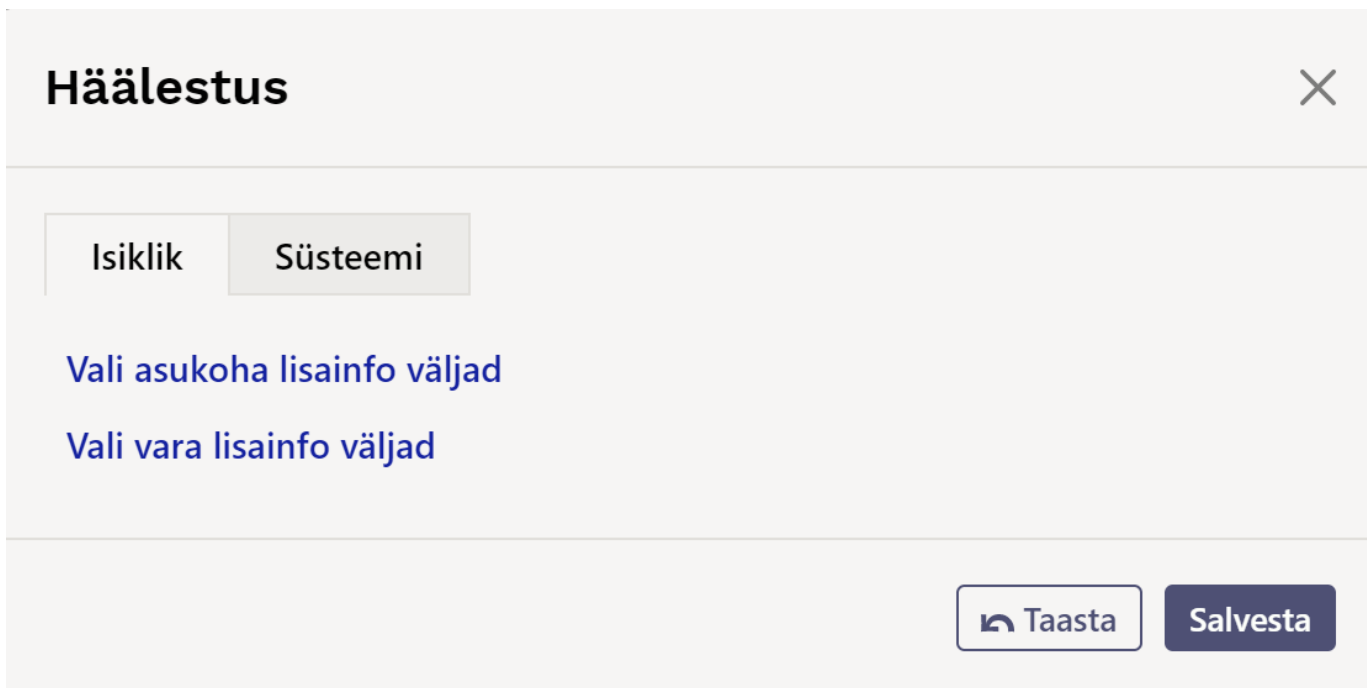 Häälestus
Isiklik Süsteemi
Vali asukoha lisainfo väljad
Vali vara lisainfo väljad
Taasta Salvesta